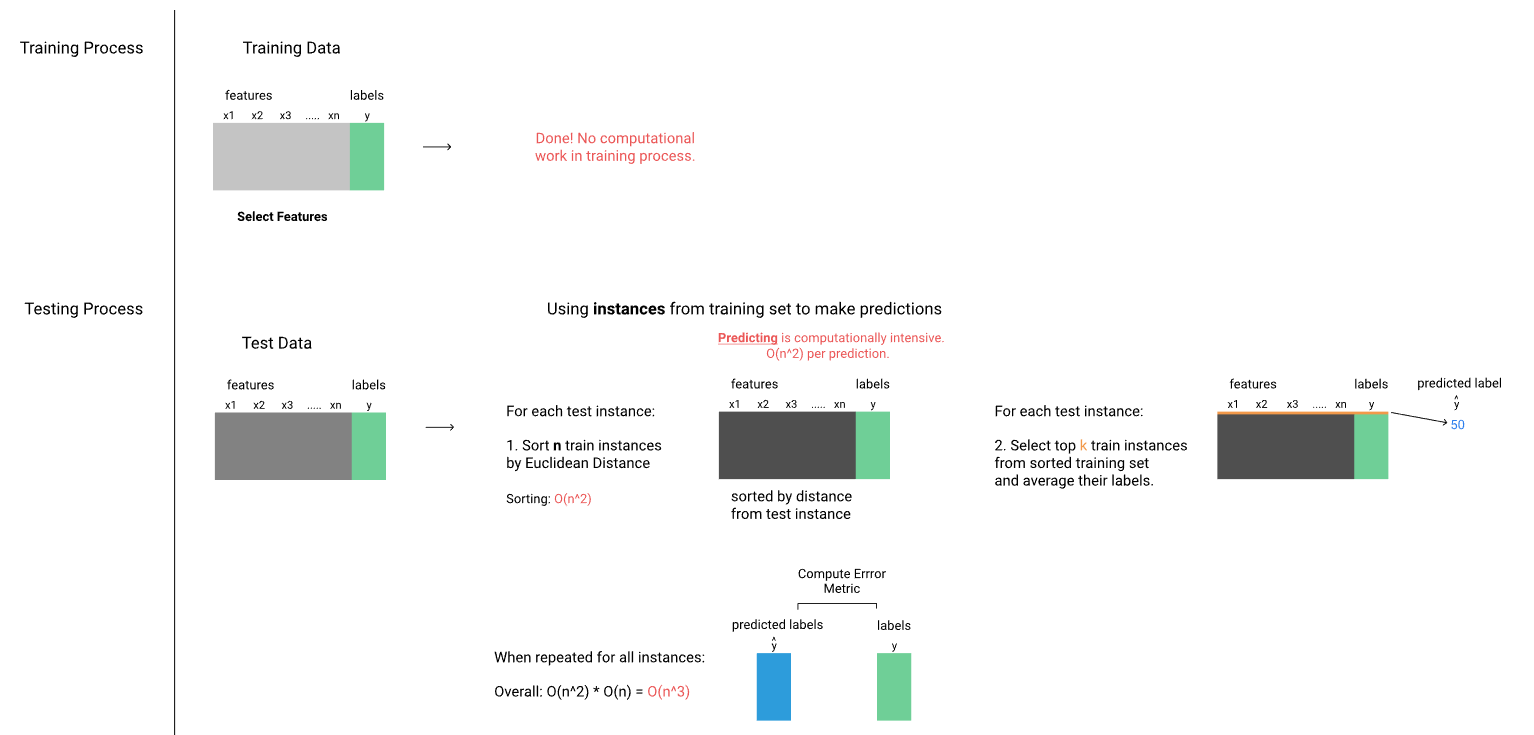 Training Process
Training Data
features labels
x1 x2 x3 ..... xn y
Done! No computational
work in training process.
Select Features
Testing Process
Using instances from training set to make predictions
Test Data
Predicting is computationally intensive.
O(n^2) per prediction.
features labels
x1 x2 x3 ..... xn y
For each test instance:
1. Sort n train instances
by Euclidean Distance
Sorting: O(n^2)
features labels
x1 x2 x3 ..... xn y
sorted by distance
from test instance
For each test instance:
2. Select top k train instances
from sorted training set
and average their labels.
features labels
x1 x2 x3 ..... xn y
predicted label
ŷ
50
Compute Errror
Metric
predicted labels labels
ŷ y
When repeated for all instances:
Overall: O(n^2) * O(n) = O(n^3)